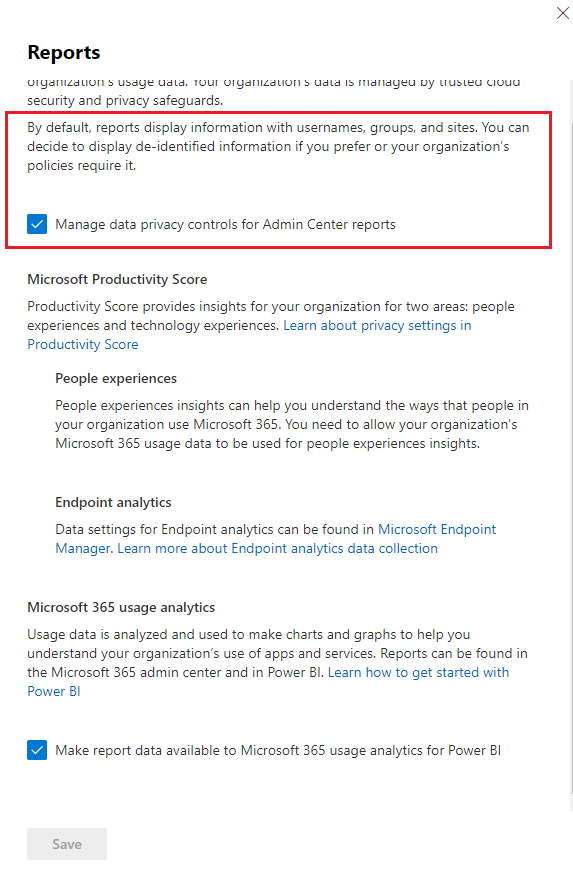 Reports
organization's usage data. Your organization's data is managed by trusted cloud
security and privacy safeguards.
By default, reports display information with usernames, groups, and sites. You can
decide to display de-identified information if you prefer or your organization's
policies require it.
Manage data privacy controls for Admin Center reports
Microsoft Productivity Score
Productivity Score provides insights for your organization for two areas: people
experiences and technology experiences. Learn about privacy settings in
Productivity Score
People experiences
People experiences insights can help you understand the ways that people in
your organization use Microsoft 365. You need to allow your organization's
Microsoft 365 usage data to be used for people experiences insights.
Endpoint analytics
Data settings for Endpoint analytics can be found in Microsoft Endpoint
Manager. Learn more about Endpoint analytics data collection
Microsoft 365 usage analytics
Usage data is analyzed and used to make charts and graphs to help you
understand your organization's use of apps and services. Reports can be found in
the Microsoft 365 admin center and in Power BI. Learn how to get started with
Power BI
Make report data available to Microsoft 365 usage analytics for Power BI
Save